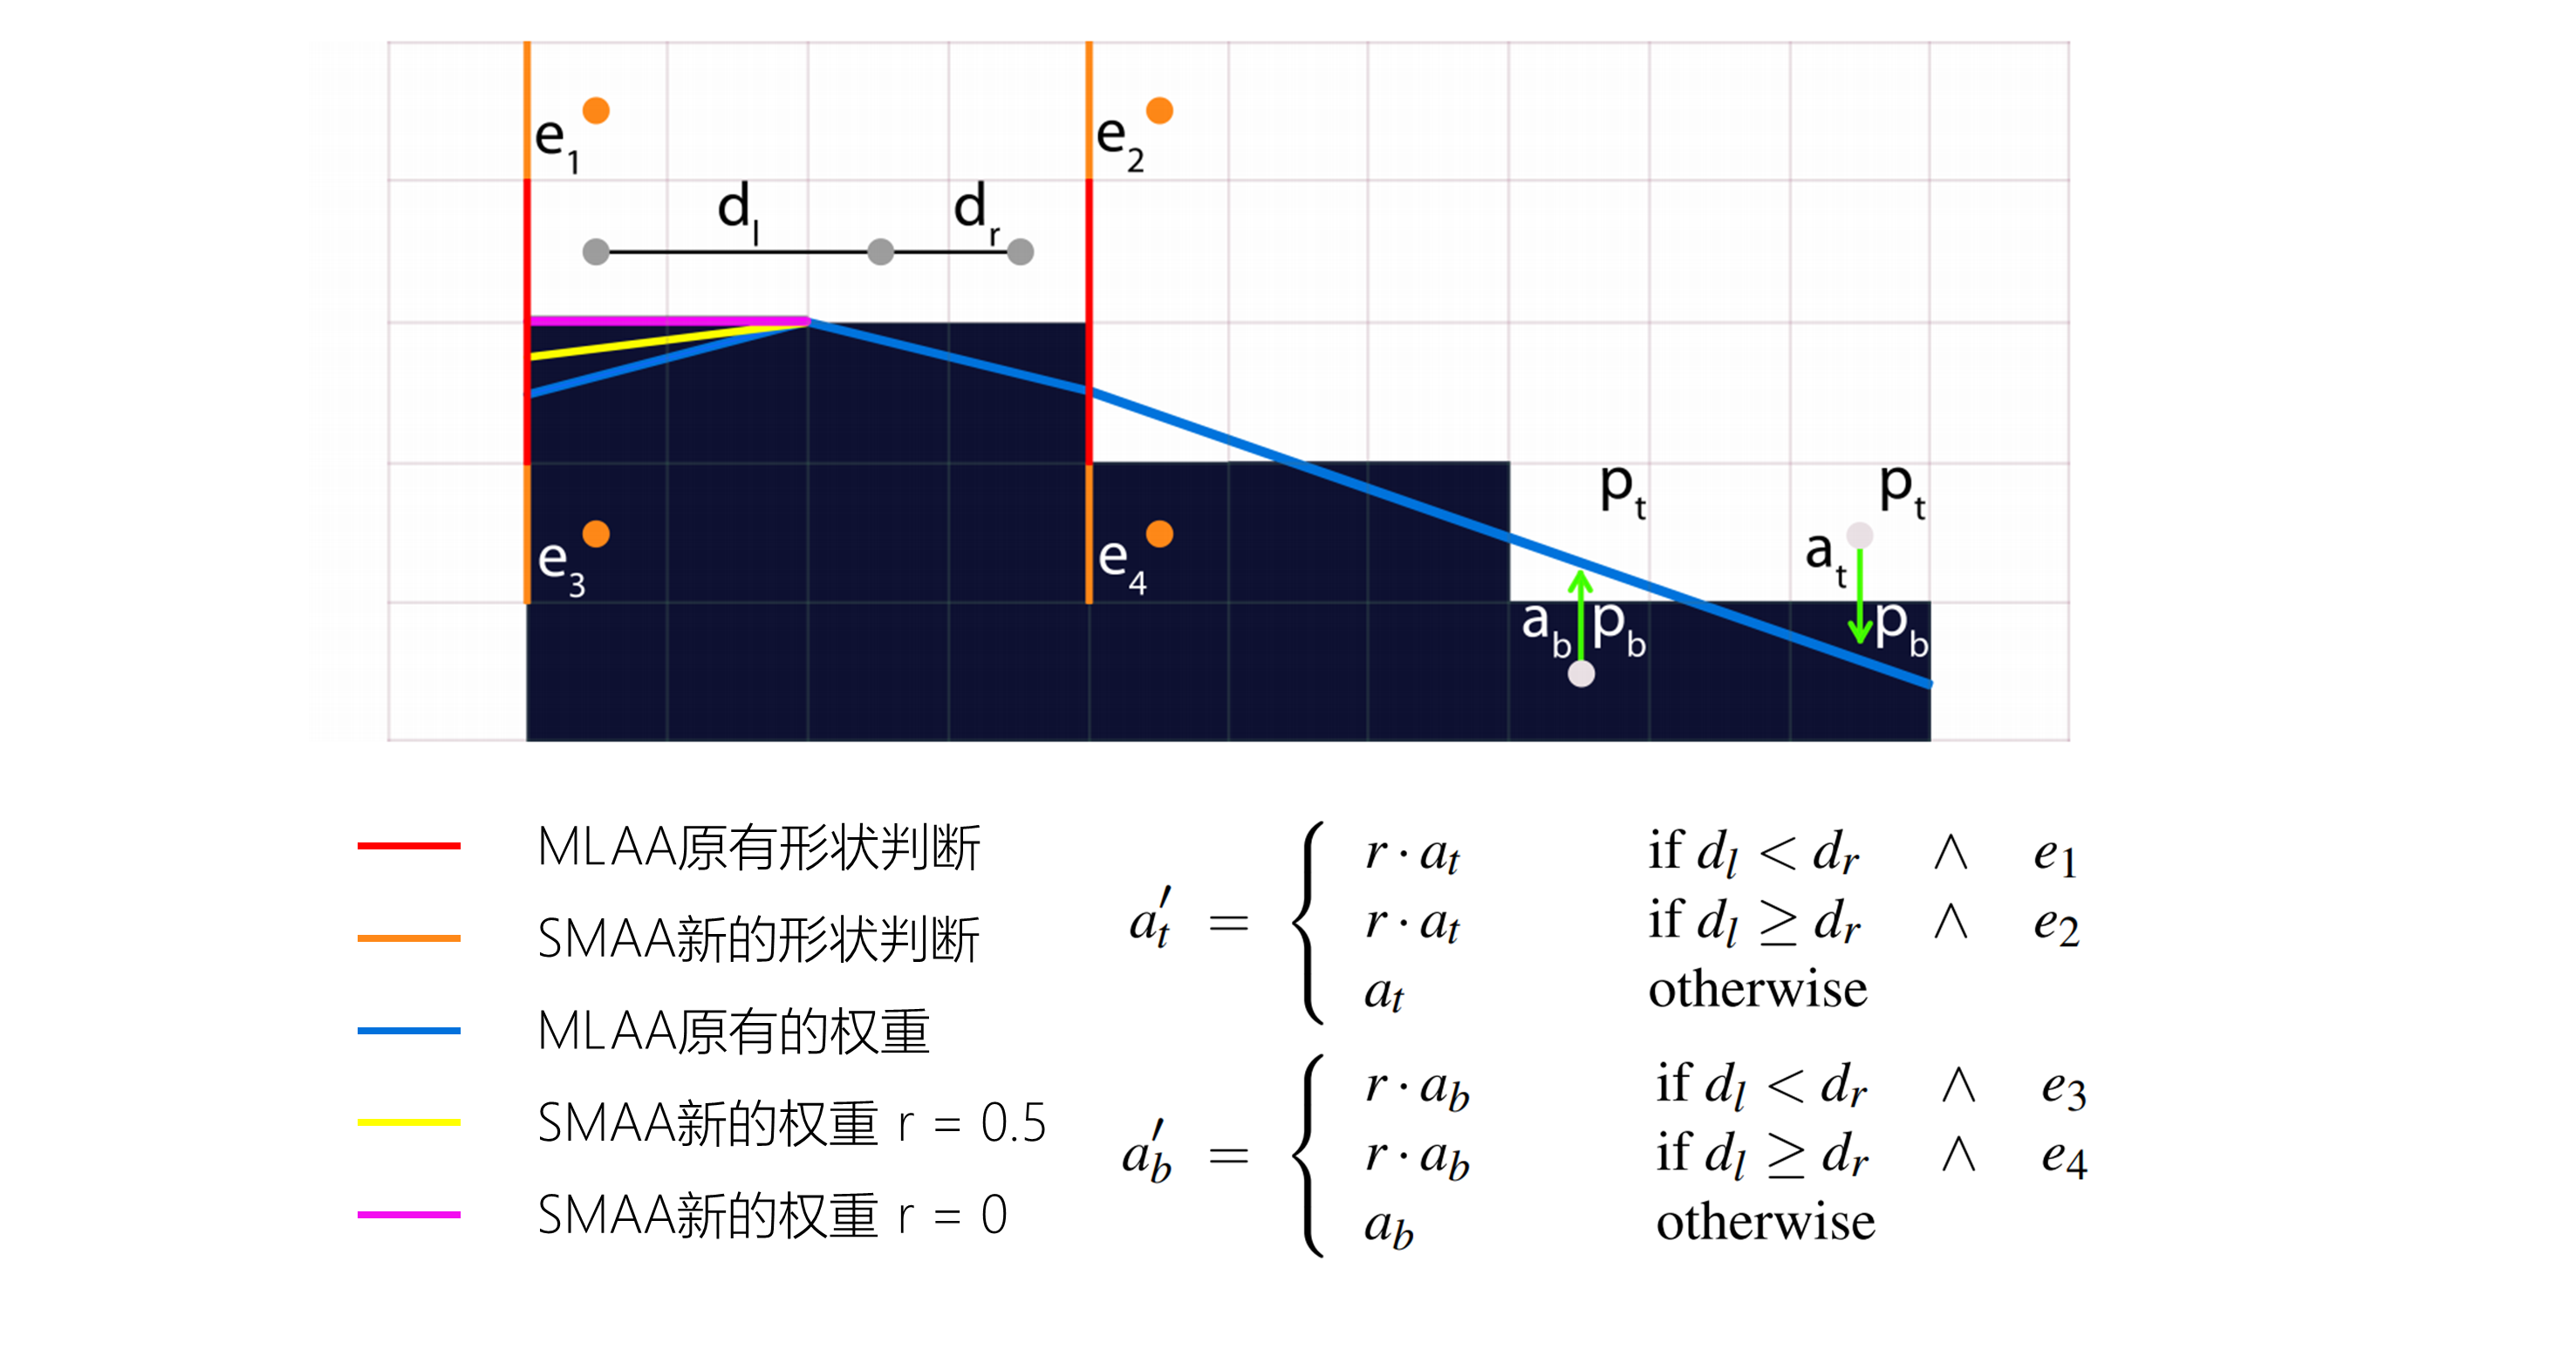 e1 e2
dl dr
pt pt
e3 e4 at
ab pb pb
MLAA原有形状判断
SMAA新的形状判断
MLAA原有的权重
SMAA新的权重 r = 0.5
SMAA新的权重 r = 0
a′t = { r · at if dl < dr ∧ e1
r · at if dl ≥ dr ∧ e2
at otherwise
a′b = { r · ab if dl < dr ∧ e3
r · ab if dl ≥ dr ∧ e4
ab otherwise